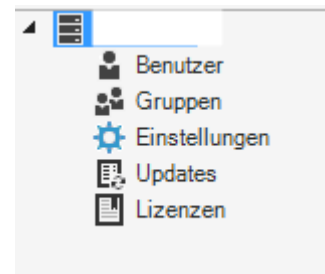 Benutzer
Gruppen
Einstellungen
Updates
Lizenzen